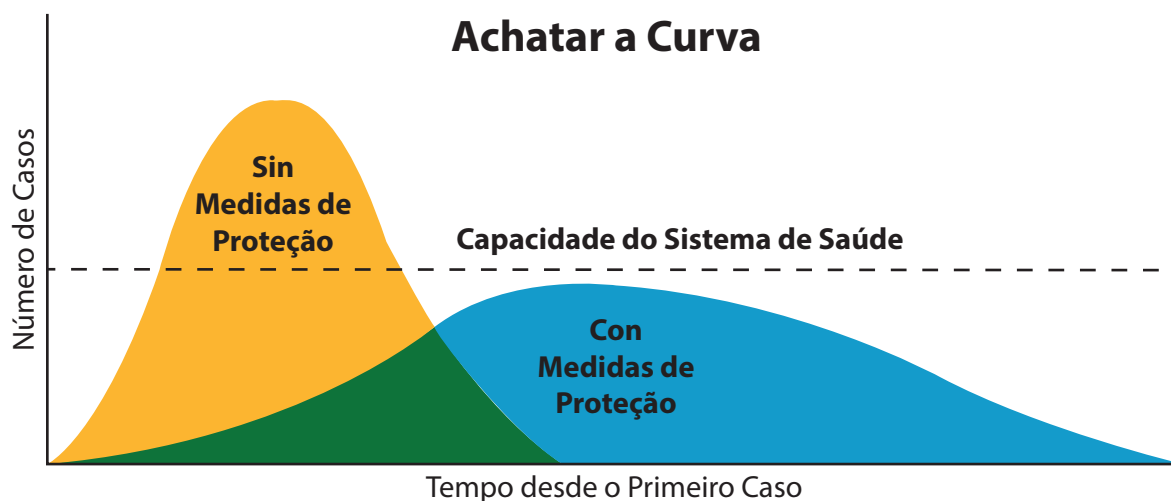 Achatar a Curva
Número de Casos
Sin
Medidas de
Proteção
Capacidade do Sistema de Saúde
Con
Medidas de
Proteção
Tempo desde o Primeiro Caso